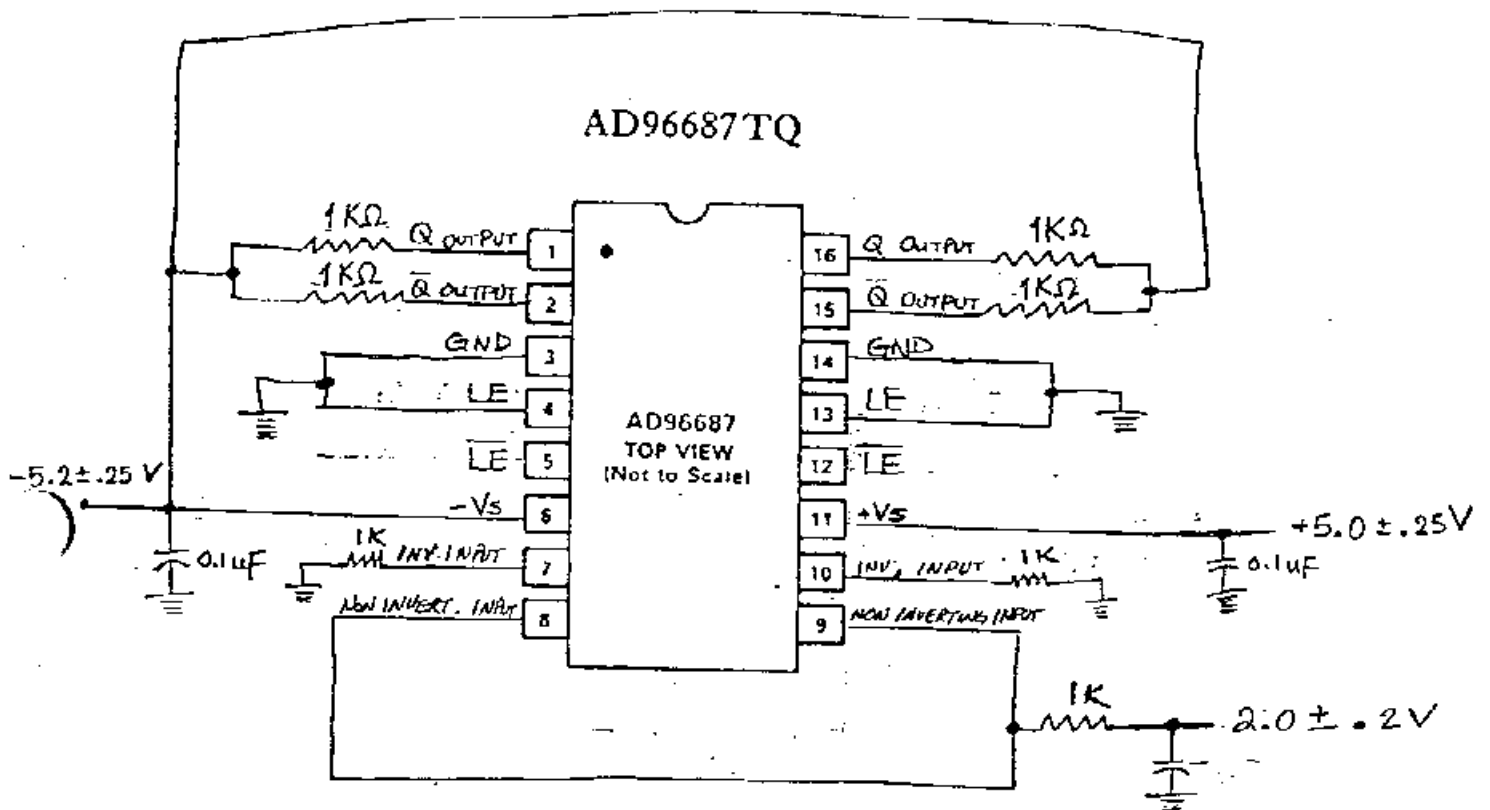 AD96687TQ
1KΩ Q OUTPUT 1
1KΩ Q̅ OUTPUT 2
GND 3
LE 4
L̅E̅ 5
-5.2±.25 V
-Vs 6
0.1uF
1K INV. INPUT 7
NON INVERT. INPUT 8
AD96687
TOP VIEW
(Not to Scale)
16 Q OUTPUT 1KΩ
15 Q̅ OUTPUT 1KΩ
14 GND
13 LE
12 L̅E̅
11 +Vs +5.0 ±.25V
0.1uF
10 INV. INPUT 1K
9 NON INVERTING INPUT
1K
2.0 ± .2V